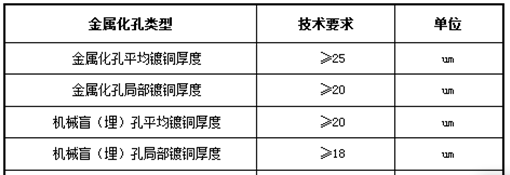 金属化孔类型 技术要求 单位
金属化孔平均镀铜厚度 ≥25 um
金属化孔局部镀铜厚度 ≥20 um
机械盲（埋）孔平均镀铜厚度 ≥20 um
机械盲（埋）孔局部镀铜厚度 ≥18 um